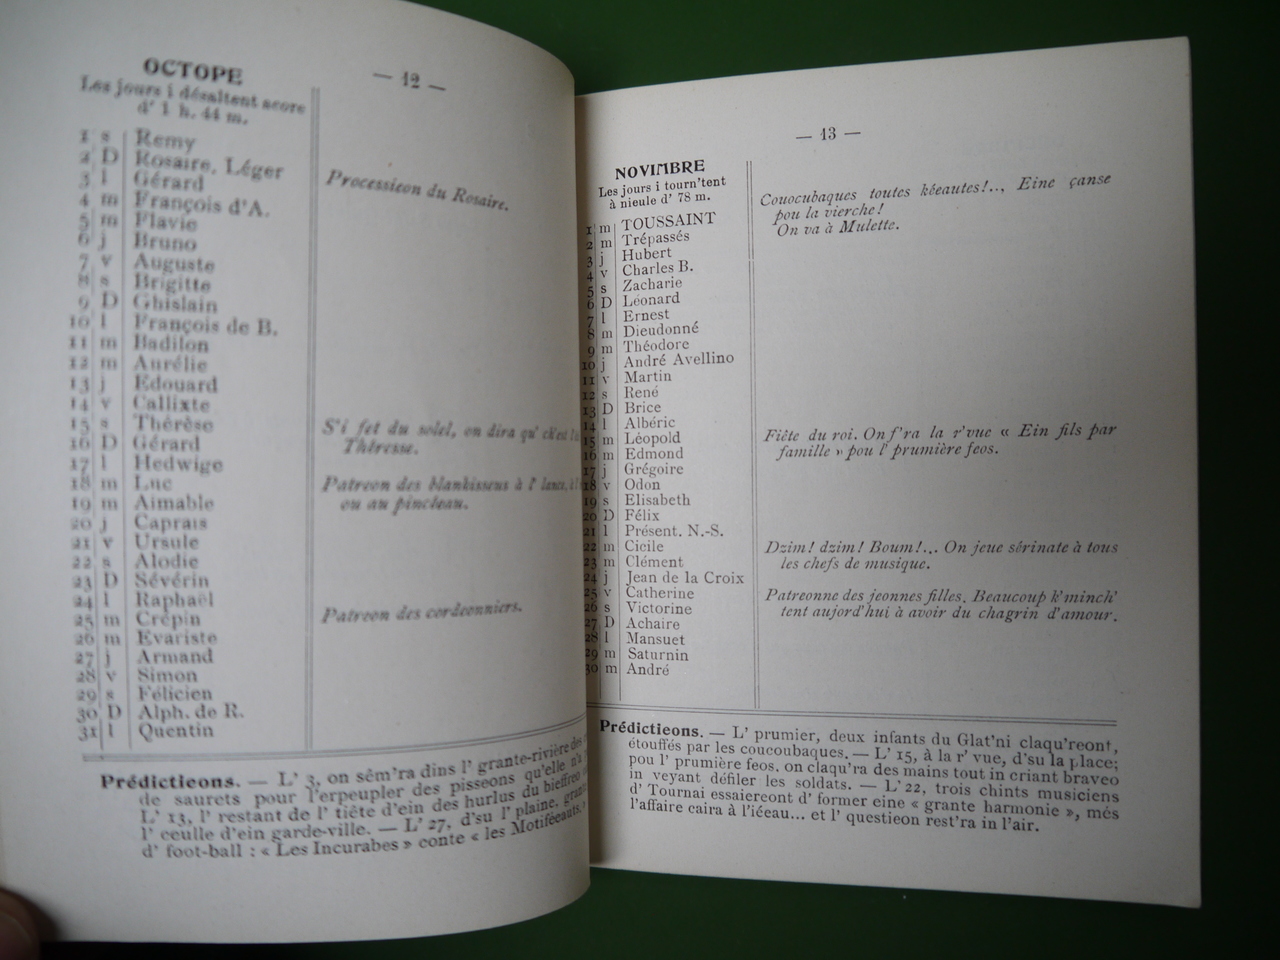 — 12 —
OCTOPE
Les jours i désaltent acore
d' 1 h. 44 m.
1 s Remy
2 D Rosaire, Léger
3 l Gérard
4 m François d'A.
5 m Flavie
6 j Bruno
7 v Auguste
8 s Brigitte
9 D Ghislain
10 l François de B.
11 m Badilon
12 m Aurélie
13 j Edouard
14 v Callixte
15 s Thérèse
16 D Gérard
17 l Hedwige
18 m Luc
19 m Aimable
20 j Caprais
21 v Ursule
22 s Alodie
23 D Sévérin
24 l Raphaël
25 m Crépin
26 m Evariste
27 j Armand
28 v Simon
29 s Félicien
30 D Alph. de R.
31 l Quentin
Processieon du Rosaire.
S'i fet du solel, on dira qu' ch'est
Théresse.
Patreon des blankisseus à l' lance,
ou au pincleau.
Patreon des cordeonniers.
Prédictieons. — L' 3, on sêm'ra dins l' grante-rivière des
de saurets pour l'erpeupler des pisseons qu'elle n'a
L' 13, l' restant de l' tiête d'ein des hurlus du bieffreo
l' ceulle d'ein garde-ville. — L' 27, d'su l' plaine,
d' foot-ball : « Les Incurabes » conte « les Motiféeauts. »
— 13 —
NOVIMBRE
Les jours i tourn'tent
à nieule d' 78 m.
1 m TOUSSAINT
2 m Trépassés
3 j Hubert
4 v Charles B.
5 s Zacharie
6 D Léonard
7 l Ernest
8 m Dieudonné
9 m Théodore
10 j André Avellino
11 v Martin
12 s René
13 D Brice
14 l Albéric
15 m Léopold
16 m Edmond
17 j Grégoire
18 v Odon
19 s Elisabeth
20 D Félix
21 l Présent. N.-S.
22 m Cicile
23 m Clément
24 j Jean de la Croix
25 v Catherine
26 s Victorine
27 D Achaire
28 l Mansuet
29 m Saturnin
30 m André
Couocubaques toutes kéeautes!.., Eine çanse
pou la vierche!
On va à Mulette.
Fiête du roi. On f'ra la r'vue « Ein fils par
famille » pou l' prumière feos.
Dzim! dzim! Boum!... On jeue sérinate à tous
les chefs de musique.
Patreonne des jeonnes filles. Beaucoup k'minch'
tent aujord'hui à avoir du chagrin d'amour.
Prédictieons. — L' prumier, deux infants du Glat'ni claqu'reont,
étouffés par les coucoubaques. — L' 15, à la r' vue, d'su la place;
pou l' prumière feos. on claqu'ra des mains tout in criant braveo
in veyant défiler les soldats. — L' 22, trois chints musiciens
d' Tournai essaiereont d' former eine « grante harmonie », més
l'affaire caira à l'iéeau... et l' questieon rest'ra in l'air.